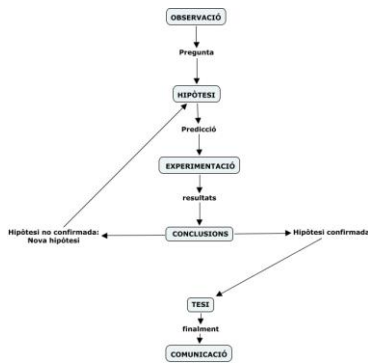 OBSERVACIÓ
Pregunta
HIPÒTESI
Predicció
EXPERIMENTACIÓ
resultats
Hipòtesi no confirmada:
Nova hipòtesi
CONCLUSIONS
Hipòtesi confirmada
TESI
finalment
COMUNICACIÓ